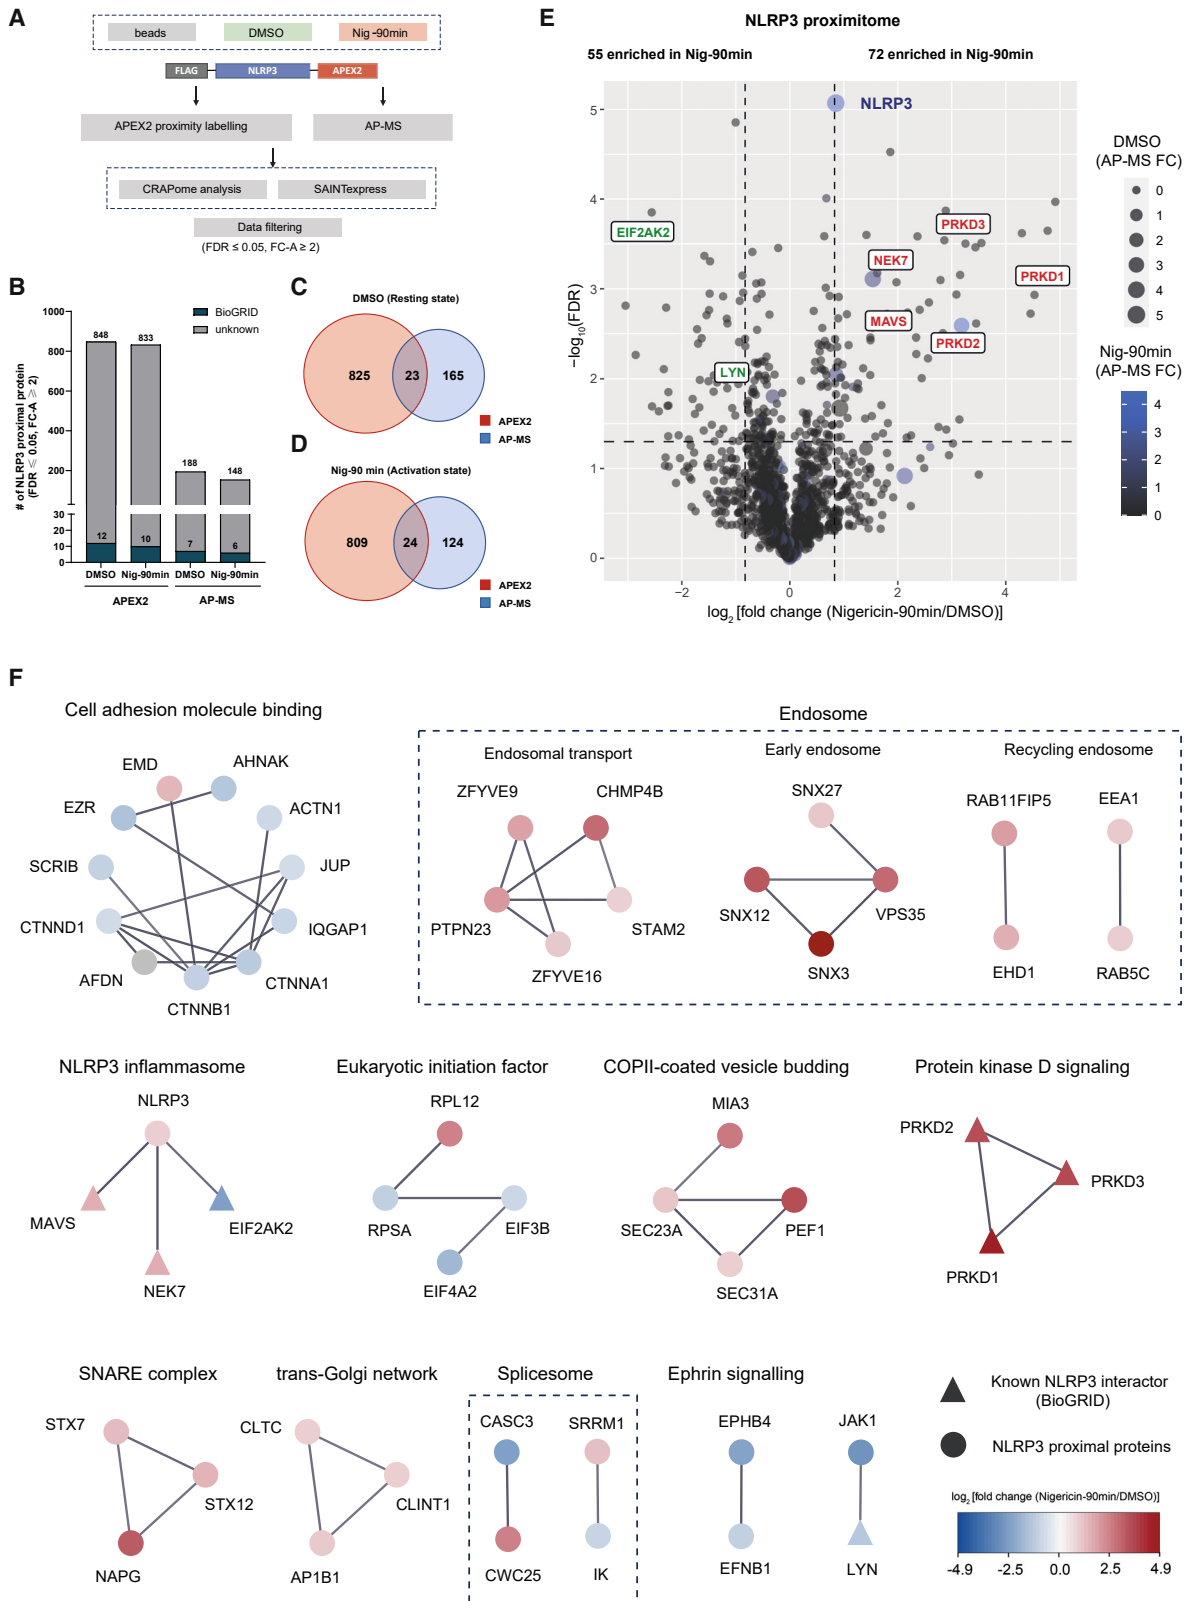 A
beads DMSO Nig-90min
FLAG NLRP3 APEX2
APEX2 proximity labelling AP-MS
CRAPome analysis SAINTexpress
Data filtering
(FDR ≤ 0.05, FC-A ≥ 2)
B
# of NLRP3 proximal protein
(FDR ≤ 0.05, FC-A ≥ 2)
BioGRID
unknown
1000
800
600
400
200
30
20
10
0
848 833 188 148
12 10 7 6
DMSO Nig-90min DMSO Nig-90min
APEX2 AP-MS
C
DMSO (Resting state)
825 23 165
APEX2
AP-MS
D
Nig-90 min (Activation state)
809 24 124
APEX2
AP-MS
E
NLRP3 proximitome
55 enriched in Nig-90min 72 enriched in Nig-90min
−log10(FDR)
5
4
3
2
1
0
NLRP3
EIF2AK2
PRKD3
NEK7
PRKD1
MAVS
PRKD2
LYN
−2 0 2 4
log2 [fold change (Nigericin-90min/DMSO)]
DMSO
(AP-MS FC)
0
1
2
3
4
5
Nig-90min
(AP-MS FC)
4
3
2
1
0
F
Cell adhesion molecule binding
EMD
AHNAK
EZR
ACTN1
SCRIB
JUP
CTNND1
IQGAP1
AFDN
CTNNA1
CTNNB1
Endosome
Endosomal transport
ZFYVE9
CHMP4B
PTPN23
STAM2
ZFYVE16
Early endosome
SNX27
SNX12
VPS35
SNX3
Recycling endosome
RAB11FIP5
EEA1
EHD1
RAB5C
NLRP3 inflammasome
NLRP3
MAVS
EIF2AK2
NEK7
Eukaryotic initiation factor
RPL12
RPSA
EIF3B
EIF4A2
COPII-coated vesicle budding
MIA3
SEC23A
PEF1
SEC31A
Protein kinase D signaling
PRKD2
PRKD3
PRKD1
SNARE complex
STX7
STX12
NAPG
trans-Golgi network
CLTC
CLINT1
AP1B1
Splicesome
CASC3
SRRM1
CWC25
IK
Ephrin signalling
EPHB4
JAK1
EFNB1
LYN
Known NLRP3 interactor
(BioGRID)
NLRP3 proximal proteins
log2 [fold change (Nigericin-90min/DMSO)]
-4.9 -2.5 0.0 2.5 4.9